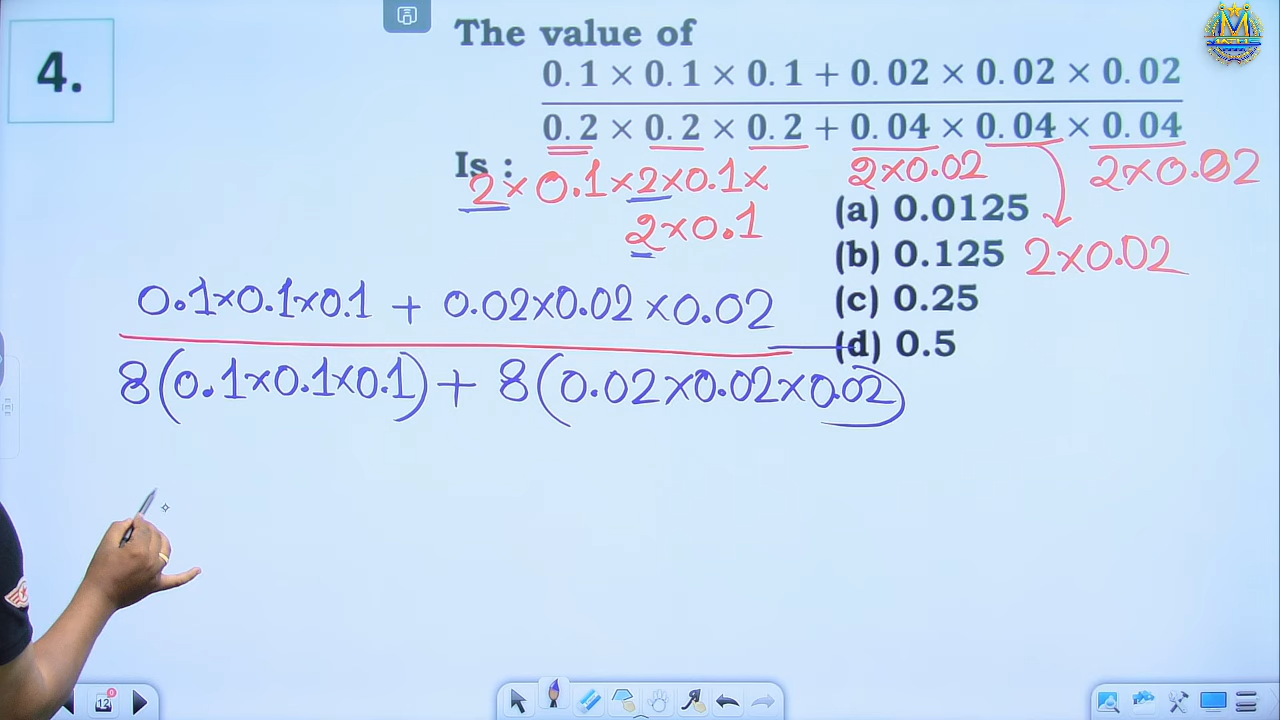 4.
The value of
0.1 × 0.1 × 0.1 + 0.02 × 0.02 × 0.02
0.2 × 0.2 × 0.2 + 0.04 × 0.04 × 0.04
Is :
2×0.1×2×0.1×
2×0.1
2×0.02
2×0.02
(a) 0.0125
(b) 0.125
2×0.02
(c) 0.25
(d) 0.5
0.1×0.1×0.1 + 0.02×0.02×0.02
8(0.1×0.1×0.1) + 8(0.02×0.02×0.02)
M
12